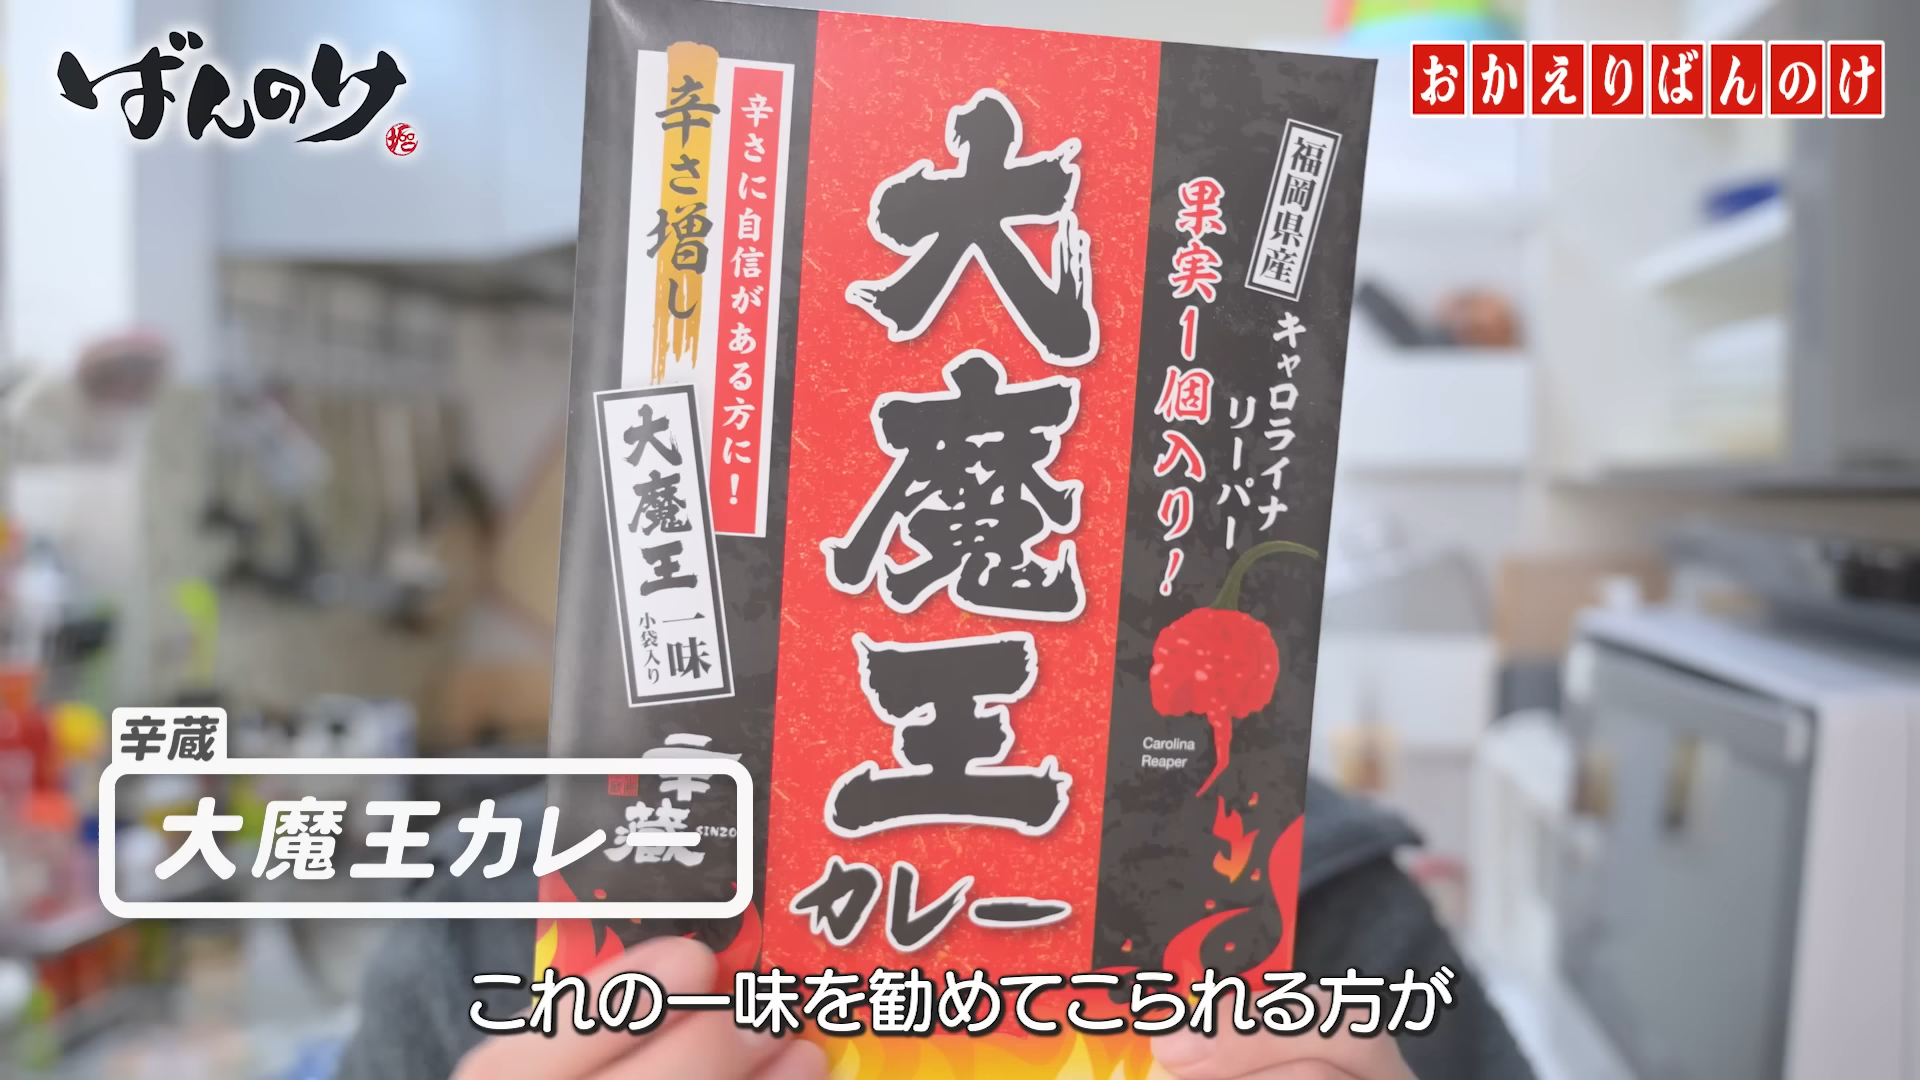 ばんのけ
おかえりばんのけ
福岡県産
キャロライナ
リーパー
果実1個入り!
大魔王
カレー
辛さに自信がある方に!
辛さ増し
大魔王
一味
小袋入り
Carolina
Reaper
辛蔵
辛蔵
大魔王カレー
これの一味を勧めてこられる方が